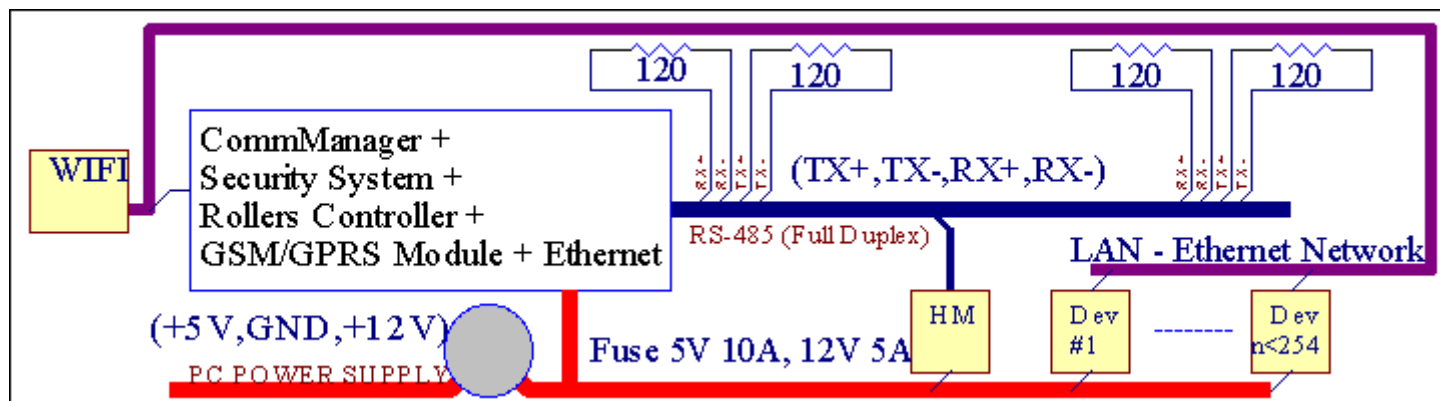 120
120
120
120
CommManager +
Security System +
Rollers Controller +
GSM/GPRS Module + Ethernet
WIFI
RX+
RX-
TX+
TX-
(TX+,TX-,RX+,RX-)
RX+
RX-
TX+
TX-
RS-485 (Full Duplex)
LAN - Ethernet Network
(+5V,GND,+12V)
PC POWER SUPPLY
Fuse 5V 10A, 12V 5A
HM
Dev
#1
Dev
n<254